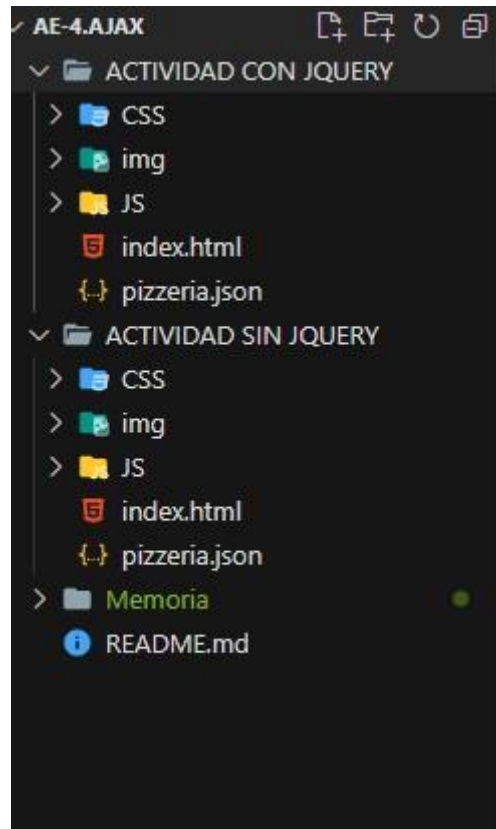 AE-4.AJAX
ACTIVIDAD CON JQUERY
CSS
img
JS
index.html
pizzeria.json
ACTIVIDAD SIN JQUERY
CSS
img
JS
index.html
pizzeria.json
Memoria
README.md